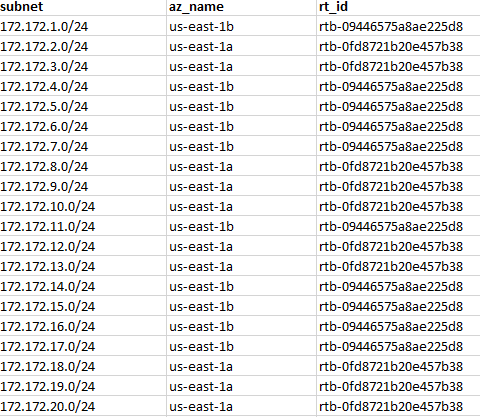 subnet az_name rt_id
172.172.1.0/24 us-east-1b rtb-09446575a8ae225d8
172.172.2.0/24 us-east-1a rtb-0fd8721b20e457b38
172.172.3.0/24 us-east-1a rtb-0fd8721b20e457b38
172.172.4.0/24 us-east-1b rtb-09446575a8ae225d8
172.172.5.0/24 us-east-1b rtb-09446575a8ae225d8
172.172.6.0/24 us-east-1b rtb-09446575a8ae225d8
172.172.7.0/24 us-east-1b rtb-09446575a8ae225d8
172.172.8.0/24 us-east-1a rtb-0fd8721b20e457b38
172.172.9.0/24 us-east-1a rtb-0fd8721b20e457b38
172.172.10.0/24 us-east-1a rtb-0fd8721b20e457b38
172.172.11.0/24 us-east-1b rtb-09446575a8ae225d8
172.172.12.0/24 us-east-1a rtb-0fd8721b20e457b38
172.172.13.0/24 us-east-1a rtb-0fd8721b20e457b38
172.172.14.0/24 us-east-1b rtb-09446575a8ae225d8
172.172.15.0/24 us-east-1b rtb-09446575a8ae225d8
172.172.16.0/24 us-east-1b rtb-09446575a8ae225d8
172.172.17.0/24 us-east-1b rtb-09446575a8ae225d8
172.172.18.0/24 us-east-1a rtb-0fd8721b20e457b38
172.172.19.0/24 us-east-1a rtb-0fd8721b20e457b38
172.172.20.0/24 us-east-1a rtb-0fd8721b20e457b38